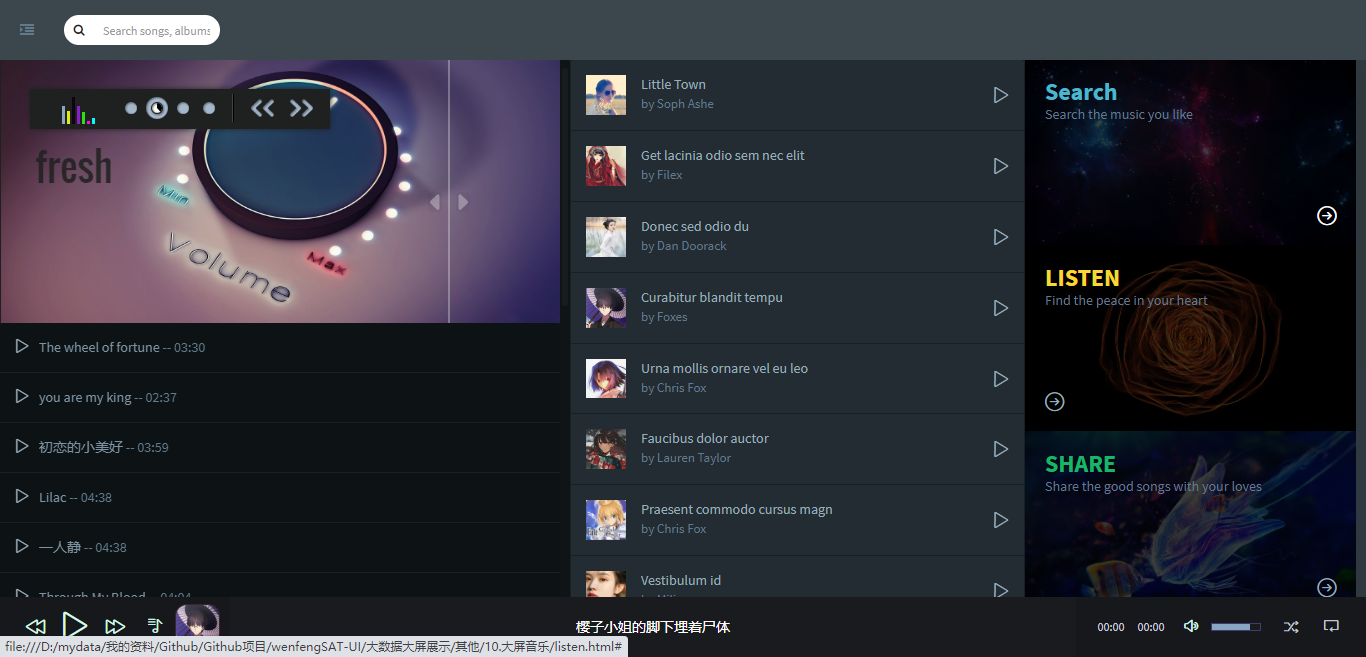 Search songs, albums
fresh
Min
Volume
Max
The wheel of fortune -- 03:30
you are my king -- 02:37
初恋的小美好 -- 03:59
Lilac -- 04:38
一人静 -- 04:38
Through My Blood -- 04:04
Little Town
by Soph Ashe
Get lacinia odio sem nec elit
by Filex
Donec sed odio du
by Dan Doorack
Curabitur blandit tempu
by Foxes
Urna mollis ornare vel eu leo
by Chris Fox
Faucibus dolor auctor
by Lauren Taylor
Praesent commodo cursus magn
by Chris Fox
Vestibulum id
Search
Search the music you like
LISTEN
Find the peace in your heart
SHARE
Share the good songs with your loves
樱子小姐的脚下埋着尸体
00:00 00:00
file:///D:/mydata/我的资料/Github/Github项目/wenfengSAT-UI/大数据大屏展示/其他/10.大屏音乐/listen.html#